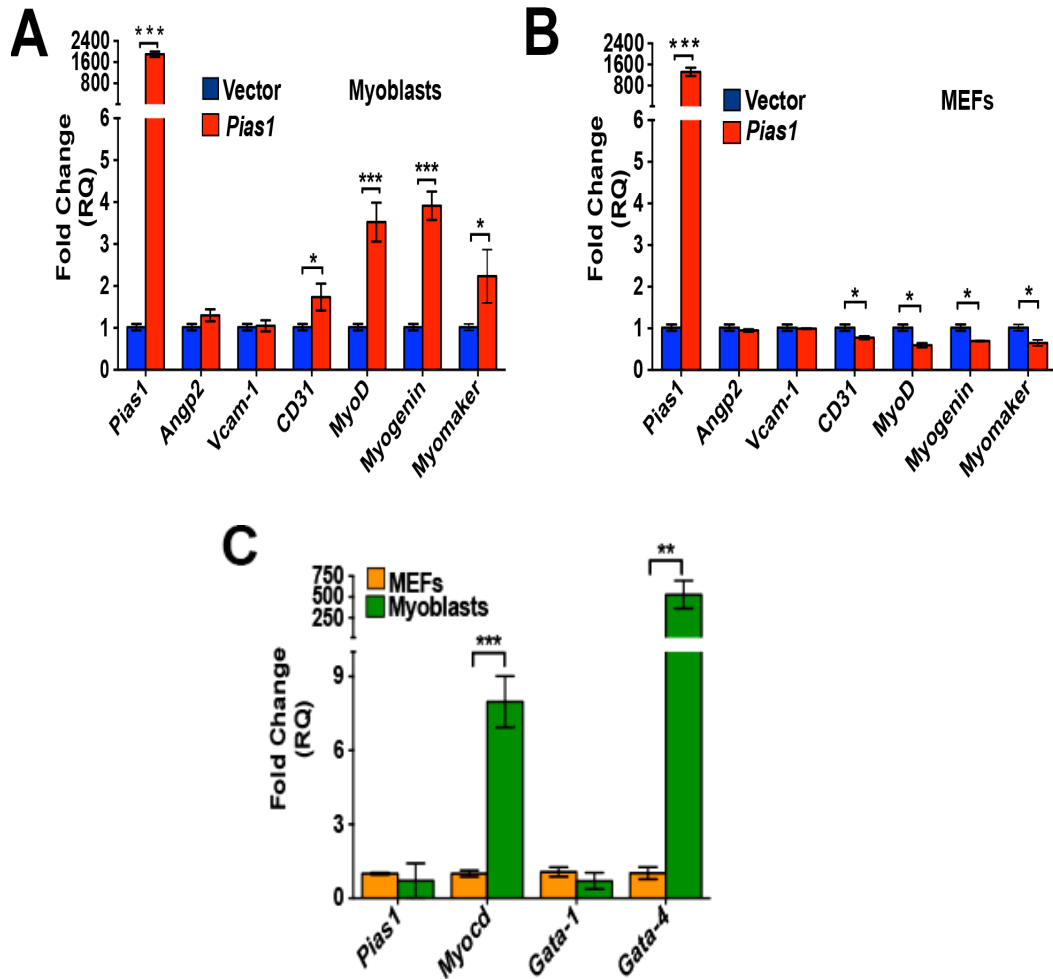 A
***
2400
1600
800
Vector
Pias1
Myoblasts
6
5
4
3
2
1
0
Fold Change
(RQ)
*
***
***
*
Pias1
Angp2
Vcam-1
CD31
MyoD
Myogenin
Myomaker
B
***
2400
1600
800
Vector
Pias1
MEFs
6
5
4
3
2
1
0
Fold Change
(RQ)
*
*
*
*
Pias1
Angp2
Vcam-1
CD31
MyoD
Myogenin
Myomaker
C
**
750
500
250
MEFs
Myoblasts
***
9
6
3
0
Fold Change
(RQ)
Pias1
Myocd
Gata-1
Gata-4